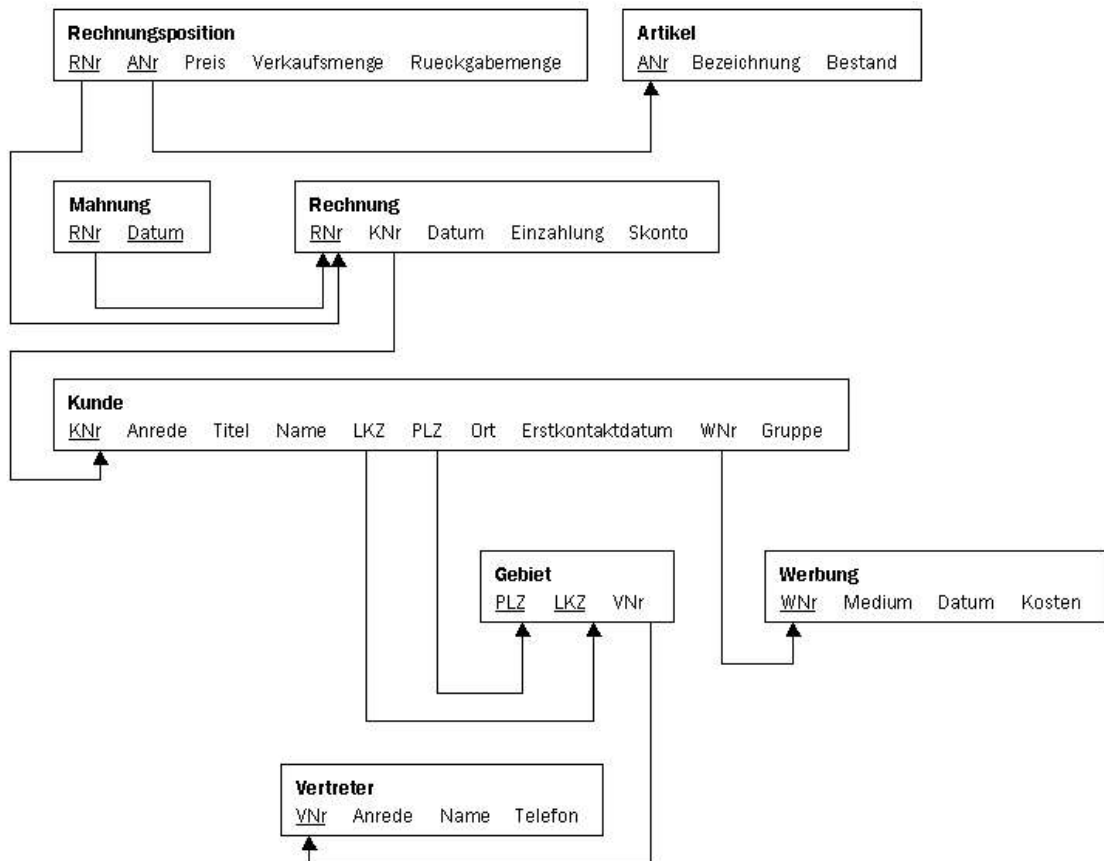 Rechnungsposition
RNr ANr Preis Verkaufsmenge Rueckgabemenge
Artikel
ANr Bezeichnung Bestand
Mahnung
RNr Datum
Rechnung
RNr KNr Datum Einzahlung Skonto
Kunde
KNr Anrede Titel Name LKZ PLZ Ort Erstkontaktdatum WNr Gruppe
Gebiet
PLZ LKZ VNr
Werbung
WNr Medium Datum Kosten
Vertreter
VNr Anrede Name Telefon